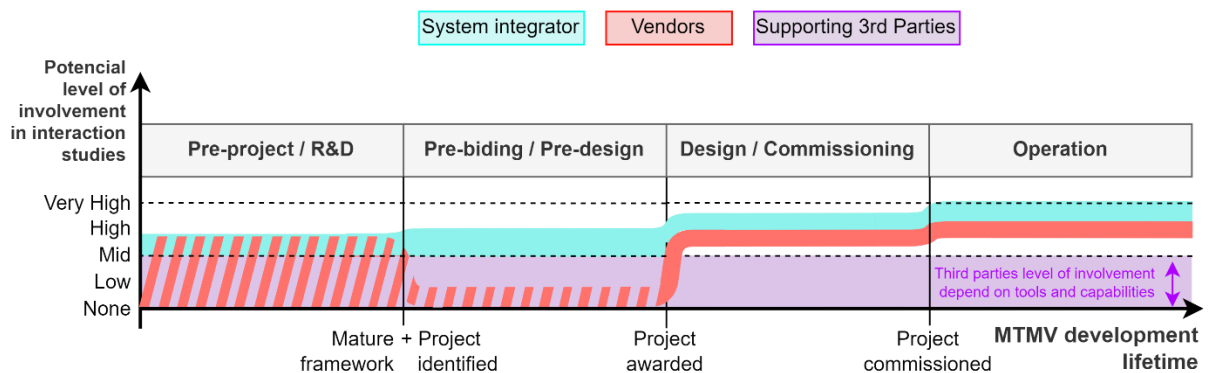 System integrator
Vendors
Supporting 3rd Parties
Potencial
level of
involvement
in interaction
studies
Pre-project / R&D
Pre-biding / Pre-design
Design / Commissioning
Operation
Very High
High
Mid
Low
None
Third parties level of involvement
depend on tools and capabilities
Mature + Project
framework identified
Project
awarded
Project
commissioned
MTMV development
lifetime